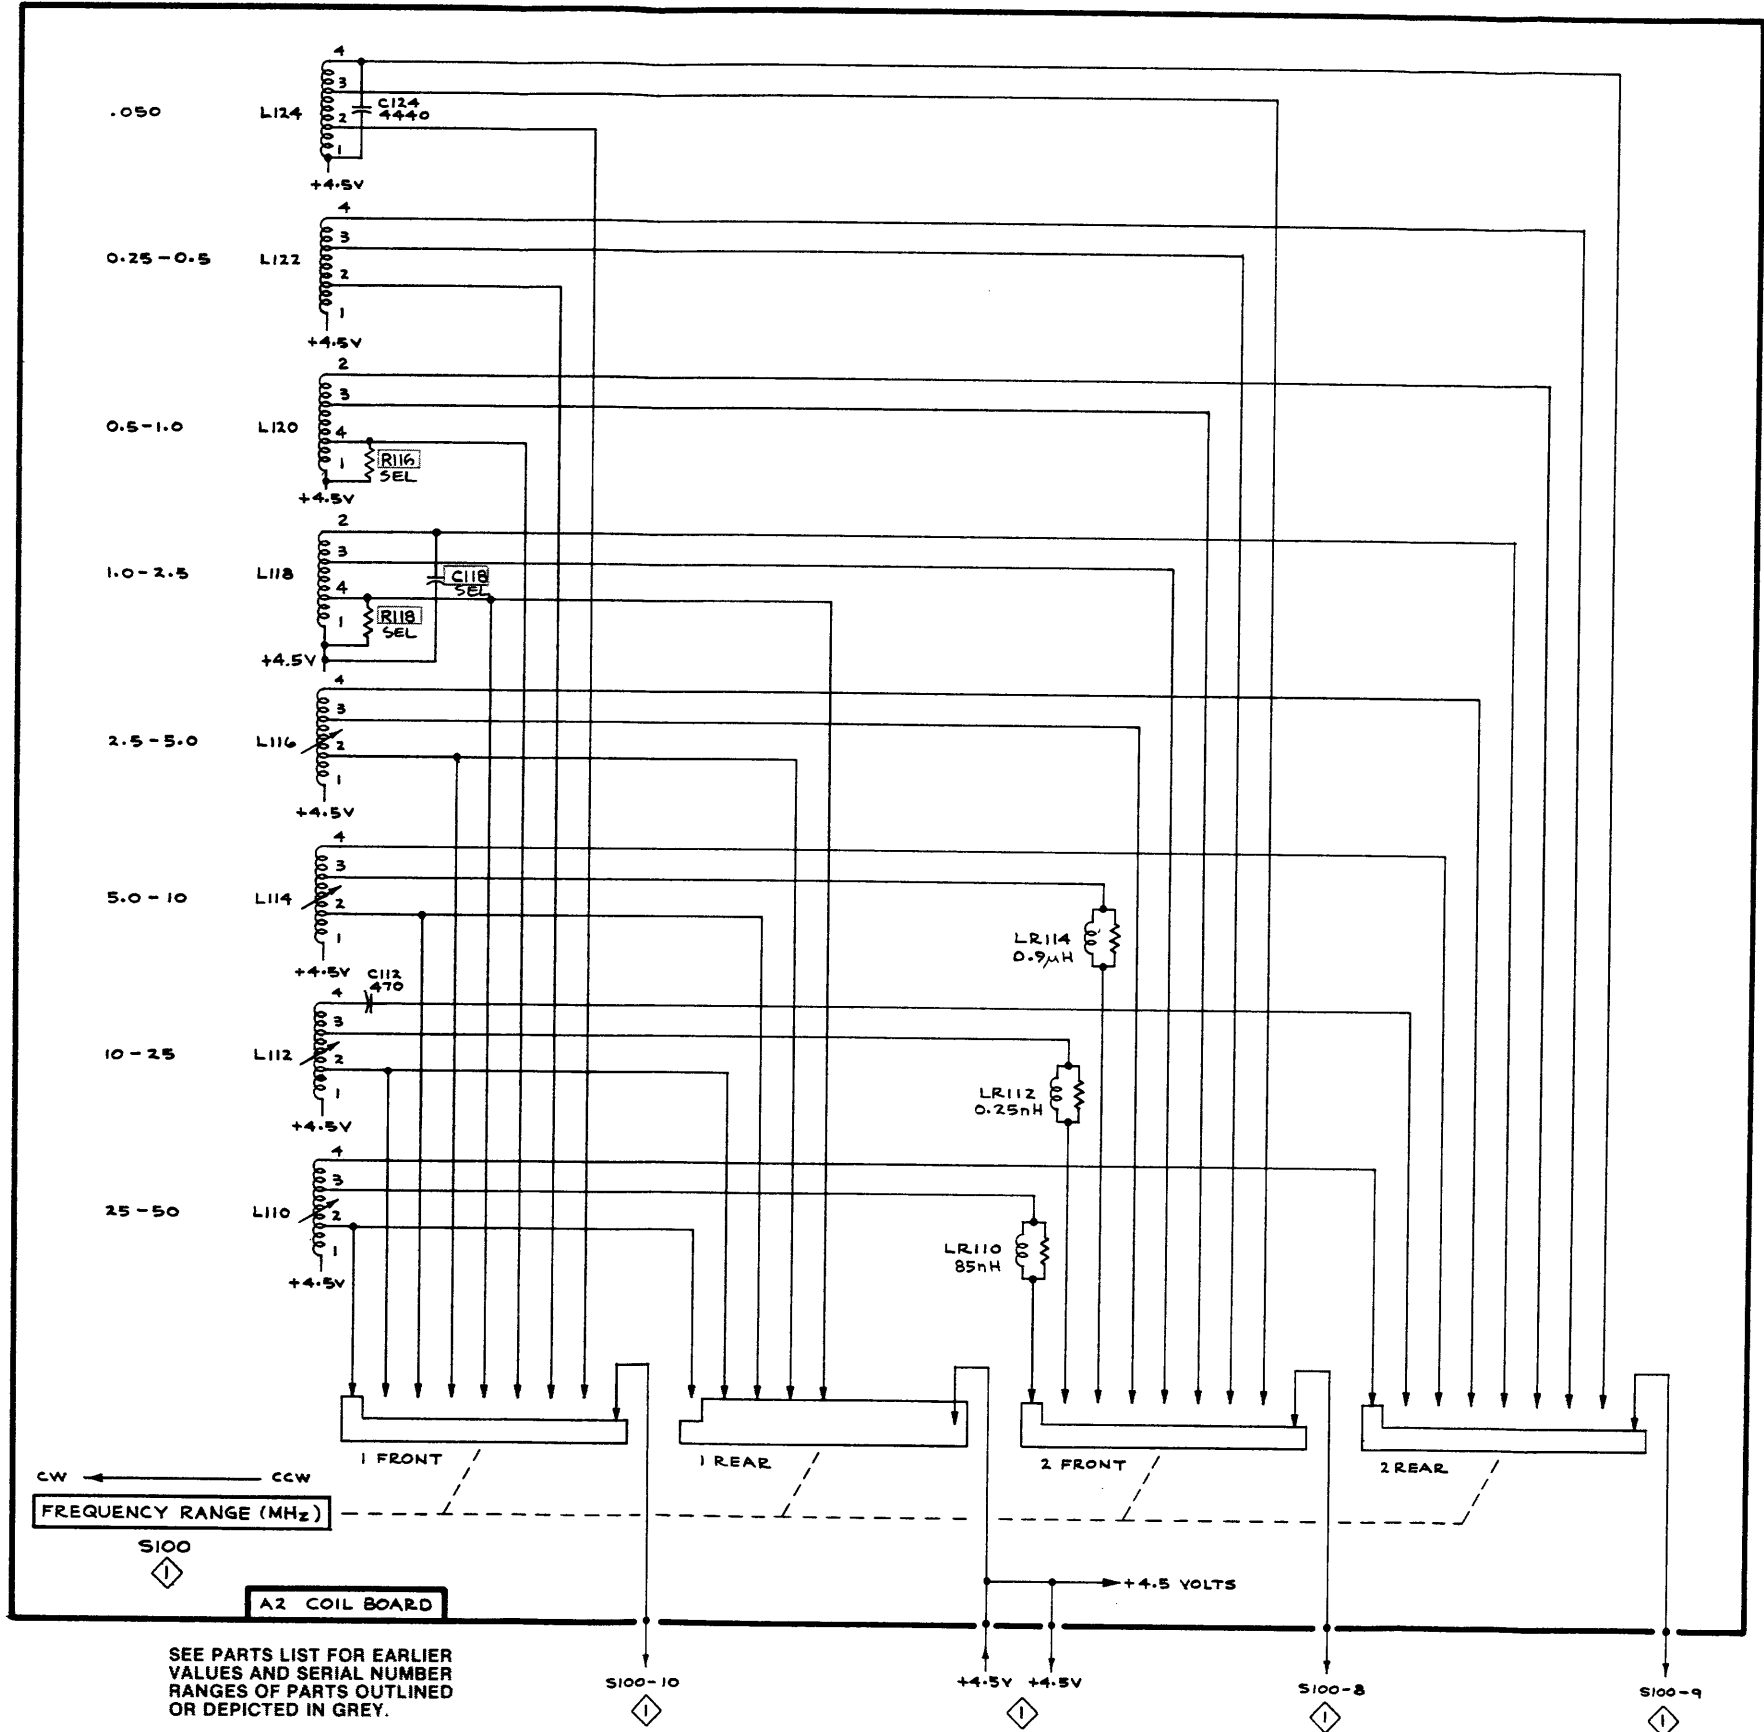 4
3
.050 L124 C124
4440
2
1
+4.5V
4
3
0.25-0.5 L122
2
1
+4.5V
2
3
0.5-1.0 L120
4
1 R116
SEL
+4.5V
2
3
1.0-2.5 L118 C118
SEL
4
1 R118
SEL
+4.5V
4
3
2.5-5.0 L116
2
1
+4.5V
4
3
5.0-10 L114
2
1
LR114
0.9μH
+4.5V
C112
470
4
3
10-25 L112
2
1
LR112
0.25nH
+4.5V
4
3
25-50 L110
2
1
LR110
85nH
+4.5V
1 FRONT
1 REAR
2 FRONT
2 REAR
CW CCW
FREQUENCY RANGE (MHz)
S100
1
+4.5 VOLTS
A2 COIL BOARD
SEE PARTS LIST FOR EARLIER
VALUES AND SERIAL NUMBER
RANGES OF PARTS OUTLINED
OR DEPICTED IN GREY.
S100-10
1
+4.5V +4.5V
1
S100-8
1
S100-9
1